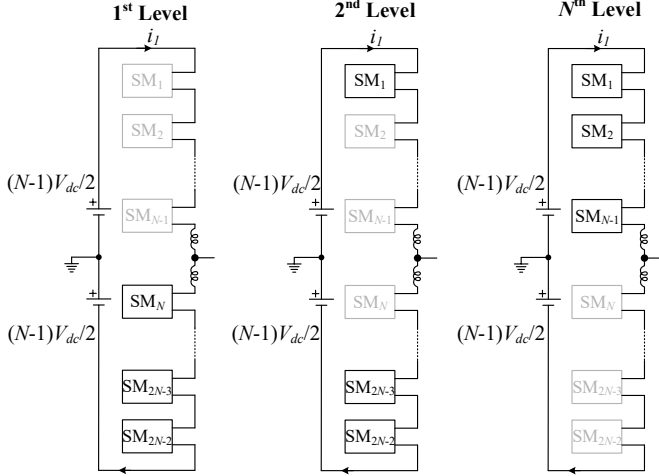 1st Level
i1
SM1
SM2
(N-1)Vdc/2
+
SMN-1
+
SMN
(N-1)Vdc/2
SM2N-3
SM2N-2
2nd Level
i1
SM1
SM2
(N-1)Vdc/2
+
SMN-1
+
SMN
(N-1)Vdc/2
SM2N-3
SM2N-2
Nth Level
i1
SM1
SM2
(N-1)Vdc/2
+
SMN-1
+
SMN
(N-1)Vdc/2
SM2N-3
SM2N-2